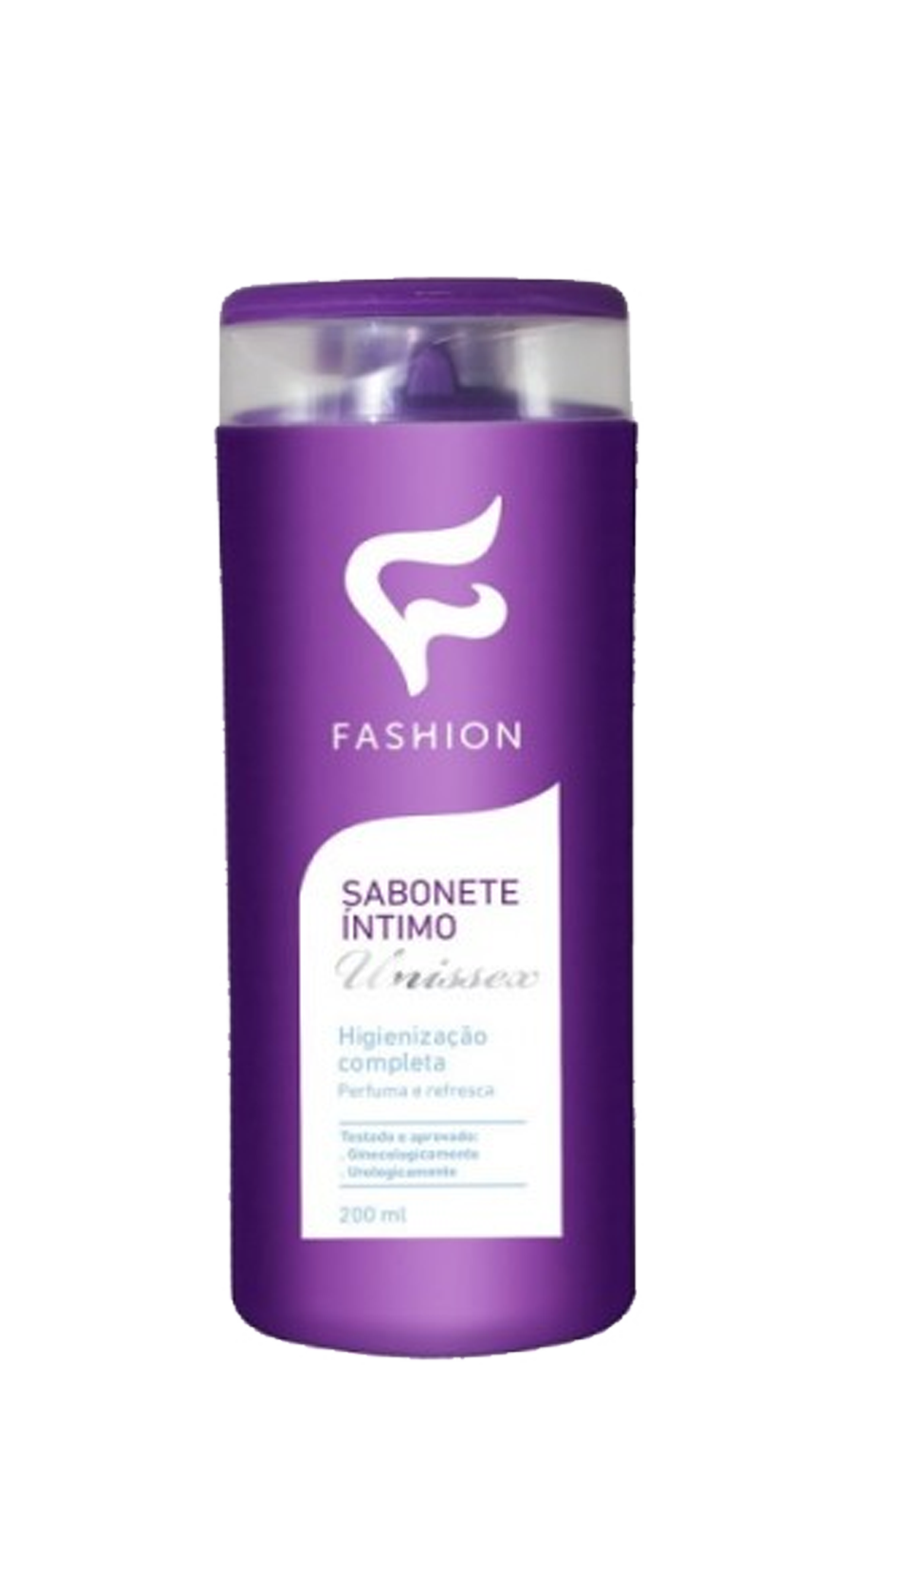 FASHION
SABONETE
ÍNTIMO
Unissex
Higienização
completa
Perfuma e refresca
Testado e aprovado:
. Ginecologicamente
. Urologicamente
200 ml